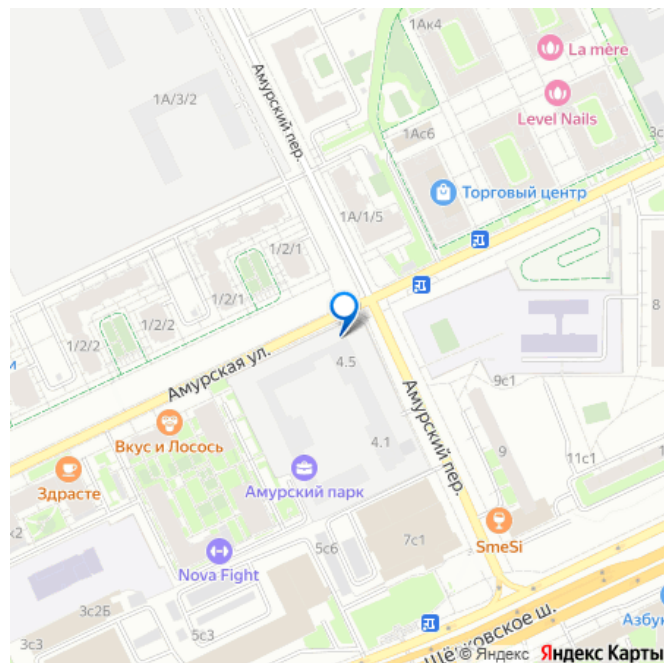 1Ак4
La mère
Амурский пер.
1А/3/2
Level Nails
1Ас6
Торговый центр
1А/1/5
1/2/1
1/2/1
1/2/2
1/2/2
8
4.5
Амурская ул.
9с1
Амурский пер.
Вкус и Лосось
4.1
9
11с1
Здрасте
Амурский парк
SmeSi
7с1
5с6
Nova Fight
3с2Б
5с3
3с3
Азбук
Щёлковское ш.
© Яндекс Яндекс Карты